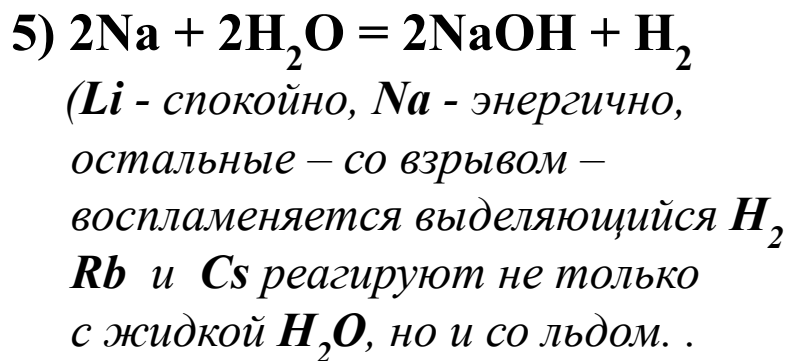 5) 2Na + 2H₂O = 2NaOH + H₂
(Li - спокойно, Na - энергично,
остальные – со взрывом –
воспламеняется выделяющийся H₂
Rb и Cs реагируют не только
с жидкой H₂O, но и со льдом. .